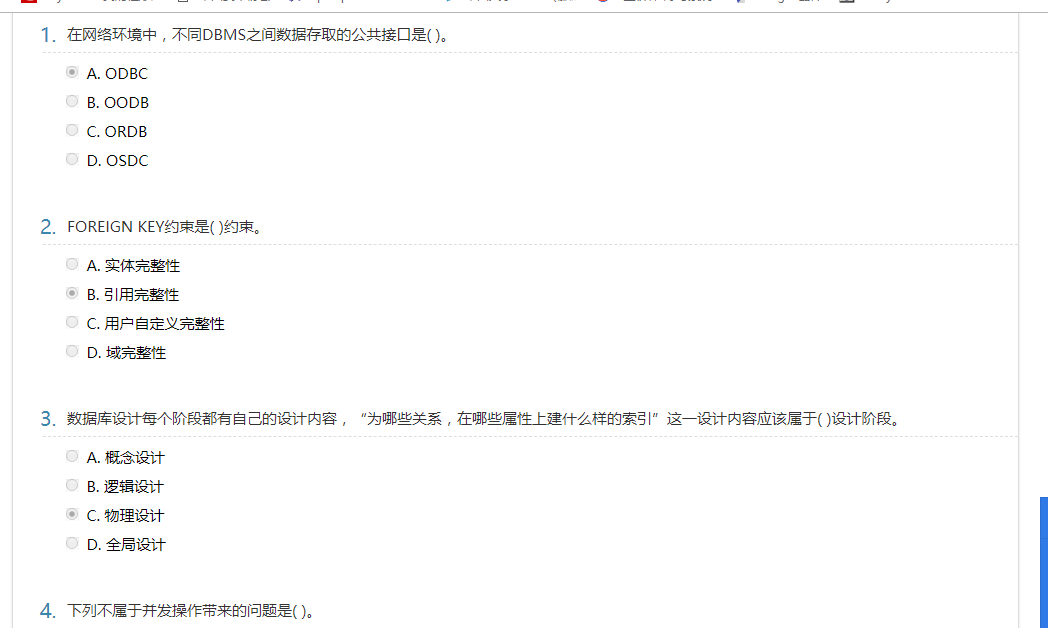 1. 在网络环境中，不同DBMS之间数据存取的公共接口是( )。
A. ODBC
B. OODB
C. ORDB
D. OSDC
2. FOREIGN KEY约束是( )约束。
A. 实体完整性
B. 引用完整性
C. 用户自定义完整性
D. 域完整性
3. 数据库设计每个阶段都有自己的设计内容，“为哪些关系，在哪些属性上建什么样的索引”这一设计内容应该属于( )设计阶段。
A. 概念设计
B. 逻辑设计
C. 物理设计
D. 全局设计
4. 下列不属于并发操作带来的问题是( )。